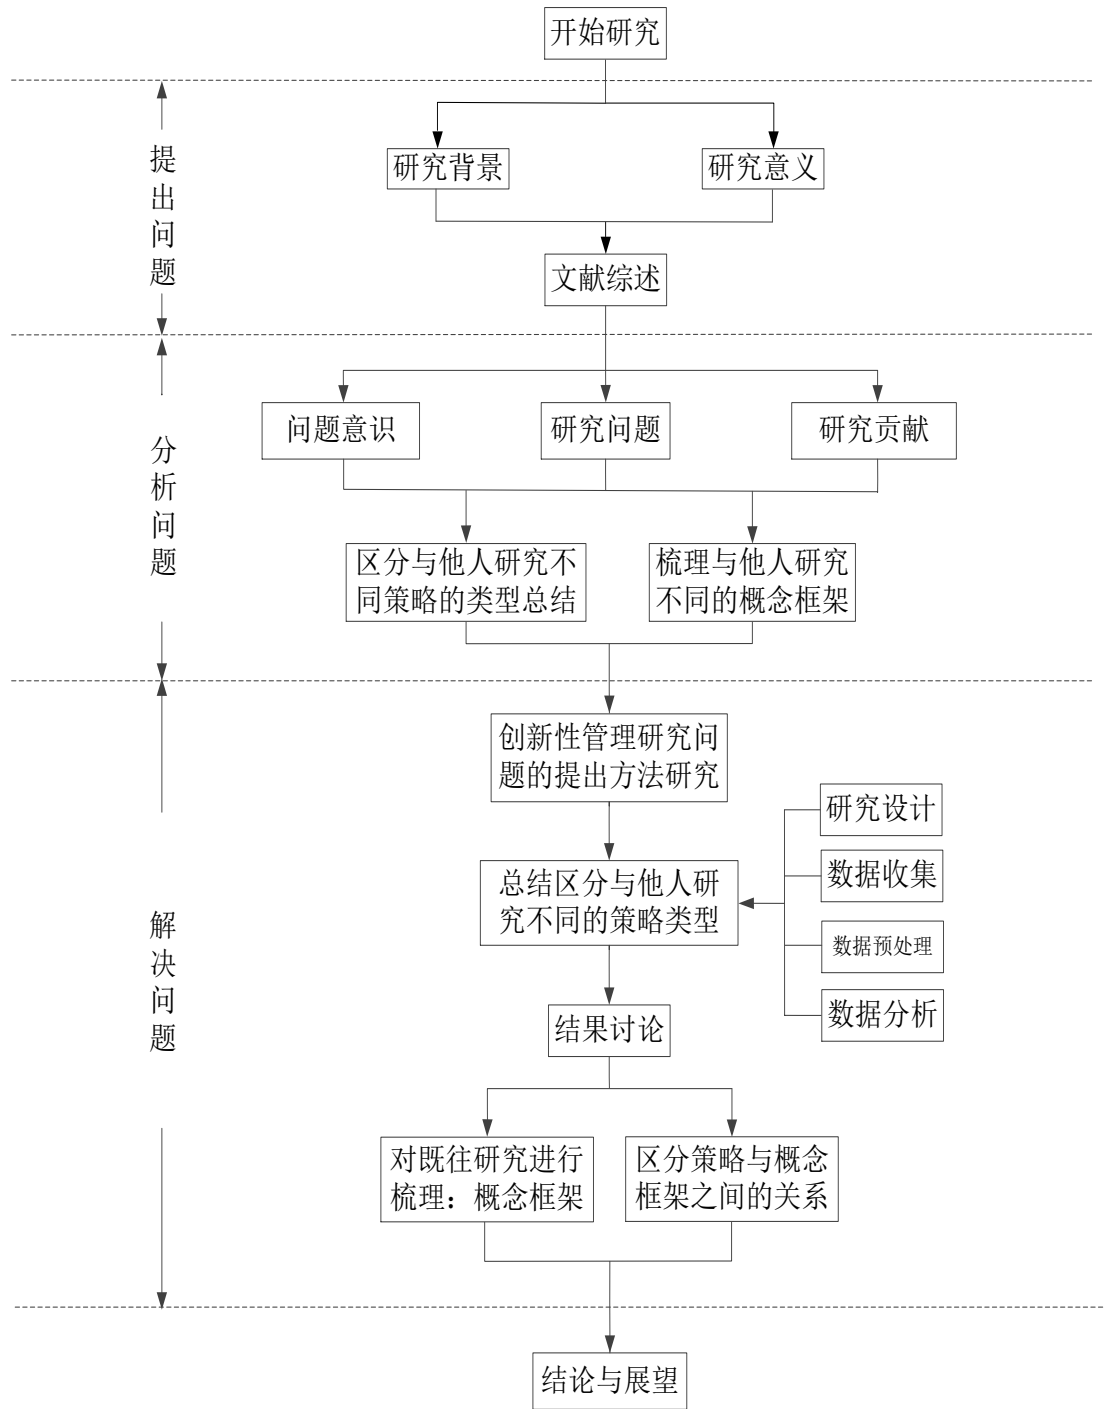 开始研究
提出问题
研究背景
研究意义
文献综述
分析问题
问题意识
研究问题
研究贡献
区分与他人研究不
同策略的类型总结
梳理与他人研究
不同的概念框架
解决问题
创新性管理研究问
题的提出方法研究
总结区分与他人研
究不同的策略类型
研究设计
数据收集
数据预处理
数据分析
结果讨论
对既往研究进行
梳理：概念框架
区分策略与概念
框架之间的关系
结论与展望